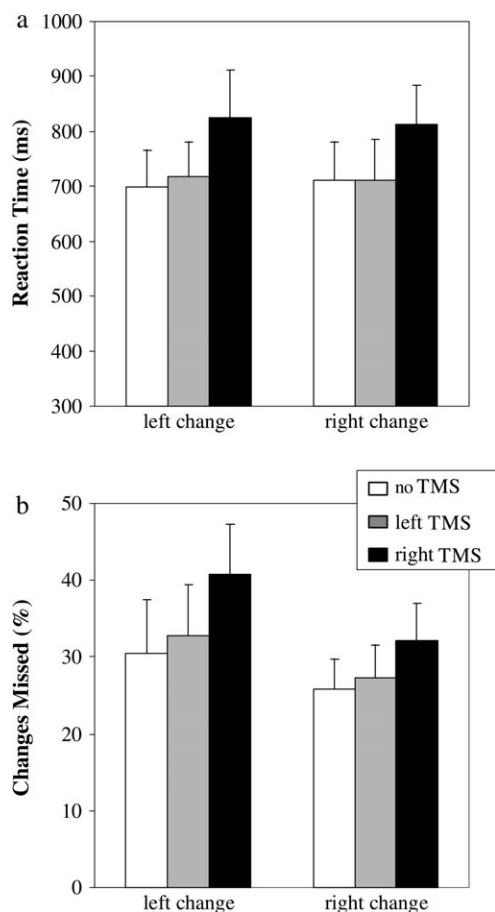 a
Reaction Time (ms)
1000
900
800
700
600
500
400
300
left change
right change
b
Changes Missed (%)
50
40
30
20
10
0
left change
right change
no TMS
left TMS
right TMS